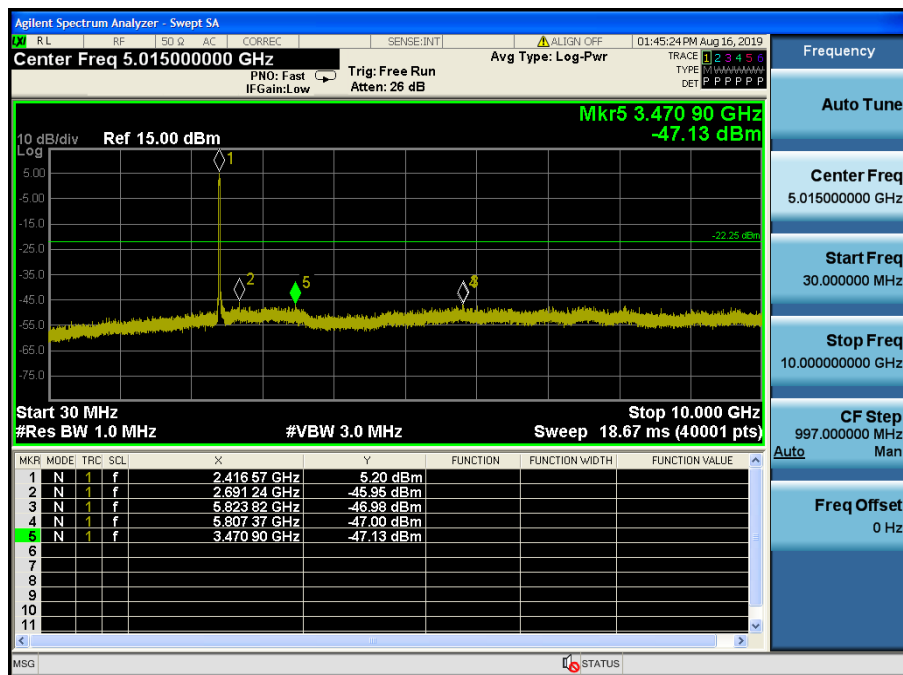 Agilent Spectrum Analyzer - Swept SA
LXI RL RF 50 Ω AC CORREC SENSE:INT ALIGN OFF 01:45:24 PM Aug 16, 2019
Center Freq 5.015000000 GHz
PNO: Fast
IFGain:Low
Trig: Free Run
Atten: 26 dB
Avg Type: Log-Pwr
TRACE 1 2 3 4 5 6
TYPE M W W W W W
DET P P P P P P
Mkr5 3.470 90 GHz
-47.13 dBm
10 dB/div Ref 15.00 dBm
Log
1
5.00
-5.00
-15.0
-22.25 dBm
-25.0
-35.0
2
5
-45.0
-55.0
-65.0
-75.0
Start 30 MHz Stop 10.000 GHz
#Res BW 1.0 MHz #VBW 3.0 MHz Sweep 18.67 ms (40001 pts)
MKR MODE TRC SCL X Y FUNCTION FUNCTION WIDTH FUNCTION VALUE
1 N 1 f 2.416 57 GHz 5.20 dBm
2 N 1 f 2.691 24 GHz -45.95 dBm
3 N 1 f 5.823 82 GHz -46.98 dBm
4 N 1 f 5.807 37 GHz -47.00 dBm
5 N 1 f 3.470 90 GHz -47.13 dBm
6
7
8
9
10
11
MSG STATUS
Frequency
Auto Tune
Center Freq
5.015000000 GHz
Start Freq
30.000000 MHz
Stop Freq
10.000000000 GHz
CF Step
997.000000 MHz
Auto Man
Freq Offset
0 Hz